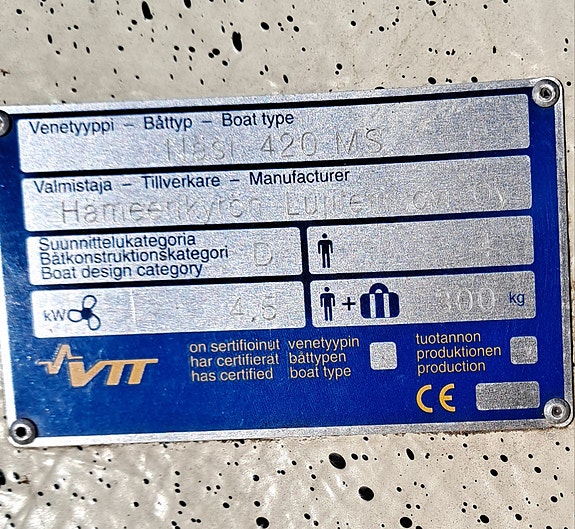 Venetyyppi – Båttyp – Boat type
420 MS
Valmistaja – Tillverkare – Manufacturer
Suunnittelukategoria
Båtkonstruktionskategori
Boat design category
D
kW
4,5
+
300 kg
VTT
on sertifioinut venetyypin
har certifierat båttypen
has certified boat type
tuotannon
produktionen
production
CE